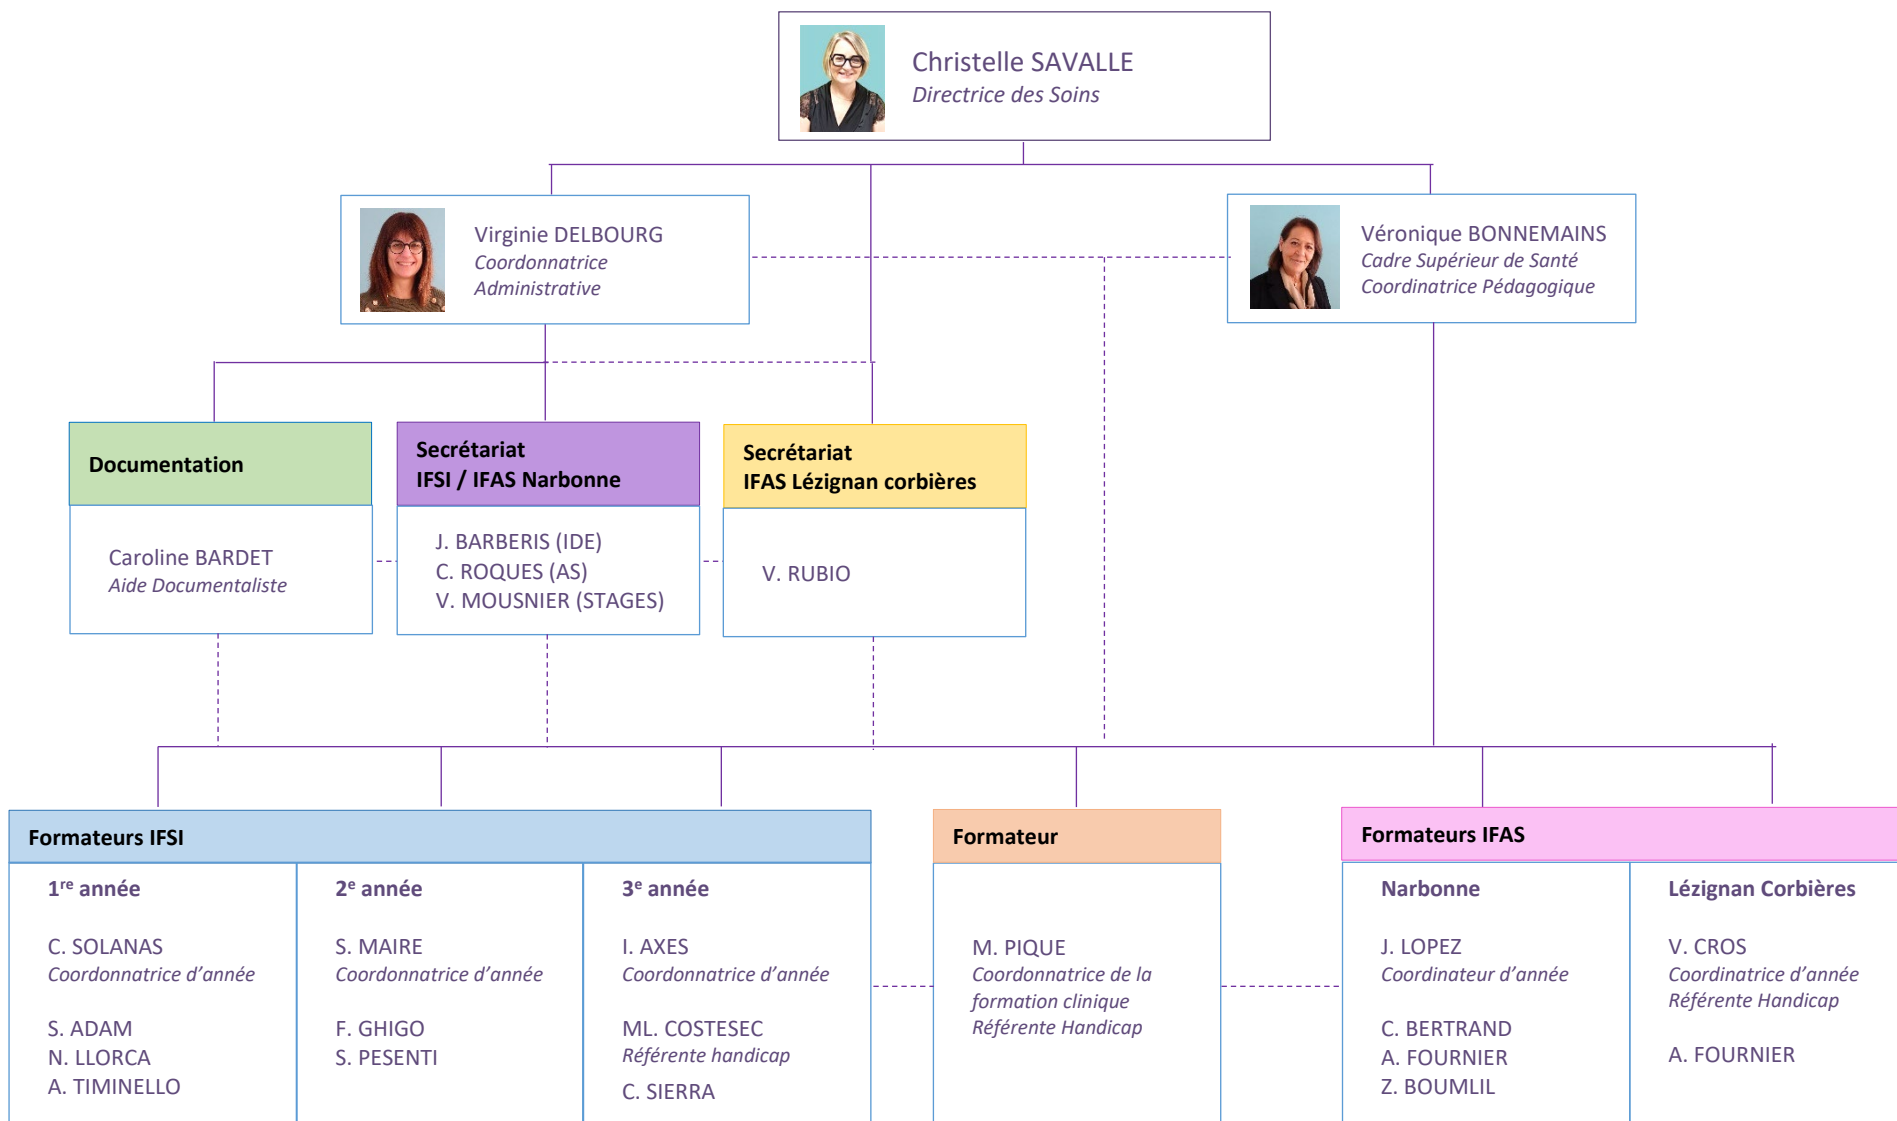 Christelle SAVALLE
Directrice des Soins
Virginie DELBOURG
Coordonnatrice
Administrative
Véronique BONNEMAINS
Cadre Supérieur de Santé
Coordinatrice Pédagogique
Documentation
Caroline BARDET
Aide Documentaliste
Secrétariat
IFSI / IFAS Narbonne
J. BARBERIS (IDE)
C. ROQUES (AS)
V. MOUSNIER (STAGES)
Secrétariat
IFAS Lézignan corbières
V. RUBIO
Formateurs IFSI
1re année
C. SOLANAS
Coordonnatrice d’année
S. ADAM
N. LLORCA
A. TIMINELLO
2e année
S. MAIRE
Coordonnatrice d’année
F. GHIGO
S. PESENTI
3e année
I. AXES
Coordonnatrice d’année
ML. COSTESEC
Référente handicap
C. SIERRA
Formateur
M. PIQUE
Coordonnatrice de la
formation clinique
Référente Handicap
Formateurs IFAS
Narbonne
J. LOPEZ
Coordinateur d’année
C. BERTRAND
A. FOURNIER
Z. BOUMLIL
Lézignan Corbières
V. CROS
Coordinatrice d’année
Référente Handicap
A. FOURNIER